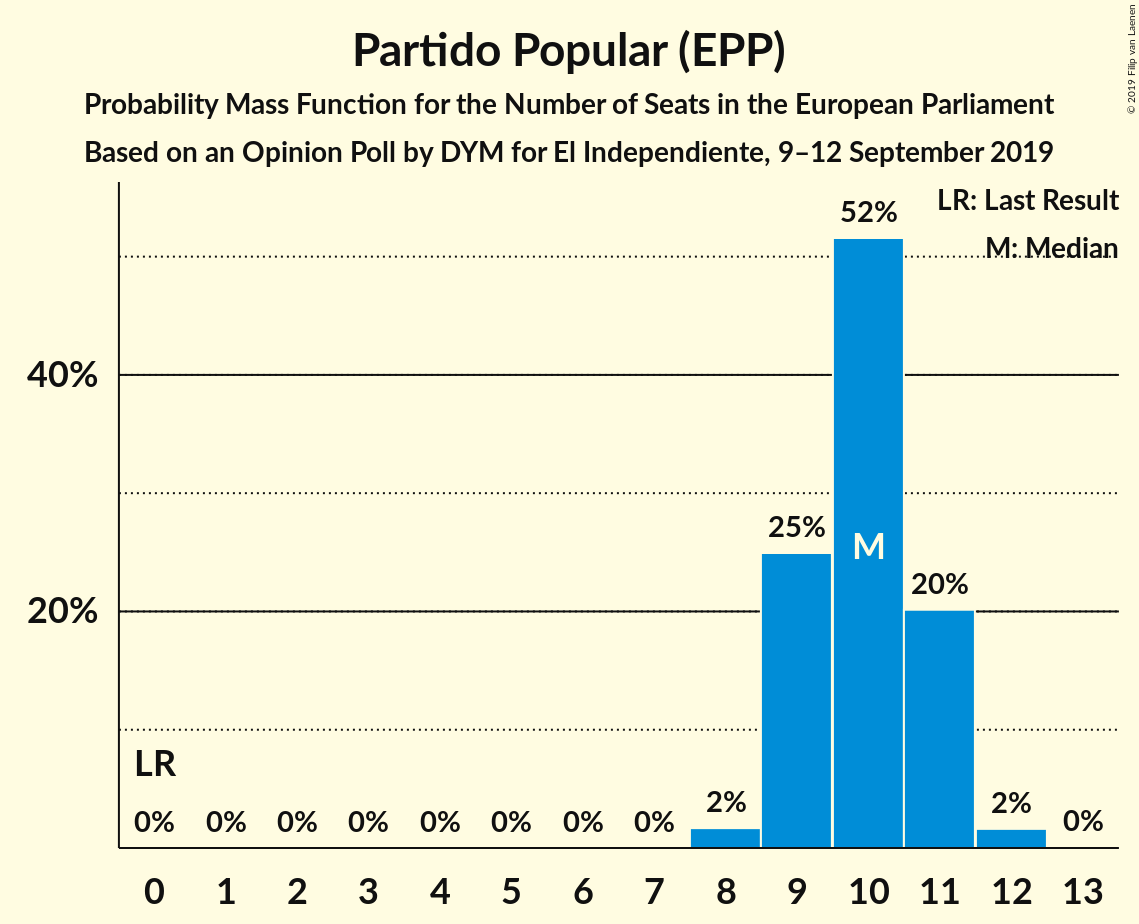 Partido Popular (EPP)
Probability Mass Function for the Number of Seats in the European Parliament
Based on an Opinion Poll by DYM for El Independiente, 9–12 September 2019
© 2019 Filip van Laenen
LR: Last Result
M: Median
52%
40%
25%
M
20%
20%
LR
0% 0% 0% 0% 0% 0% 0% 0% 2% 2% 0%
0 1 2 3 4 5 6 7 8 9 10 11 12 13